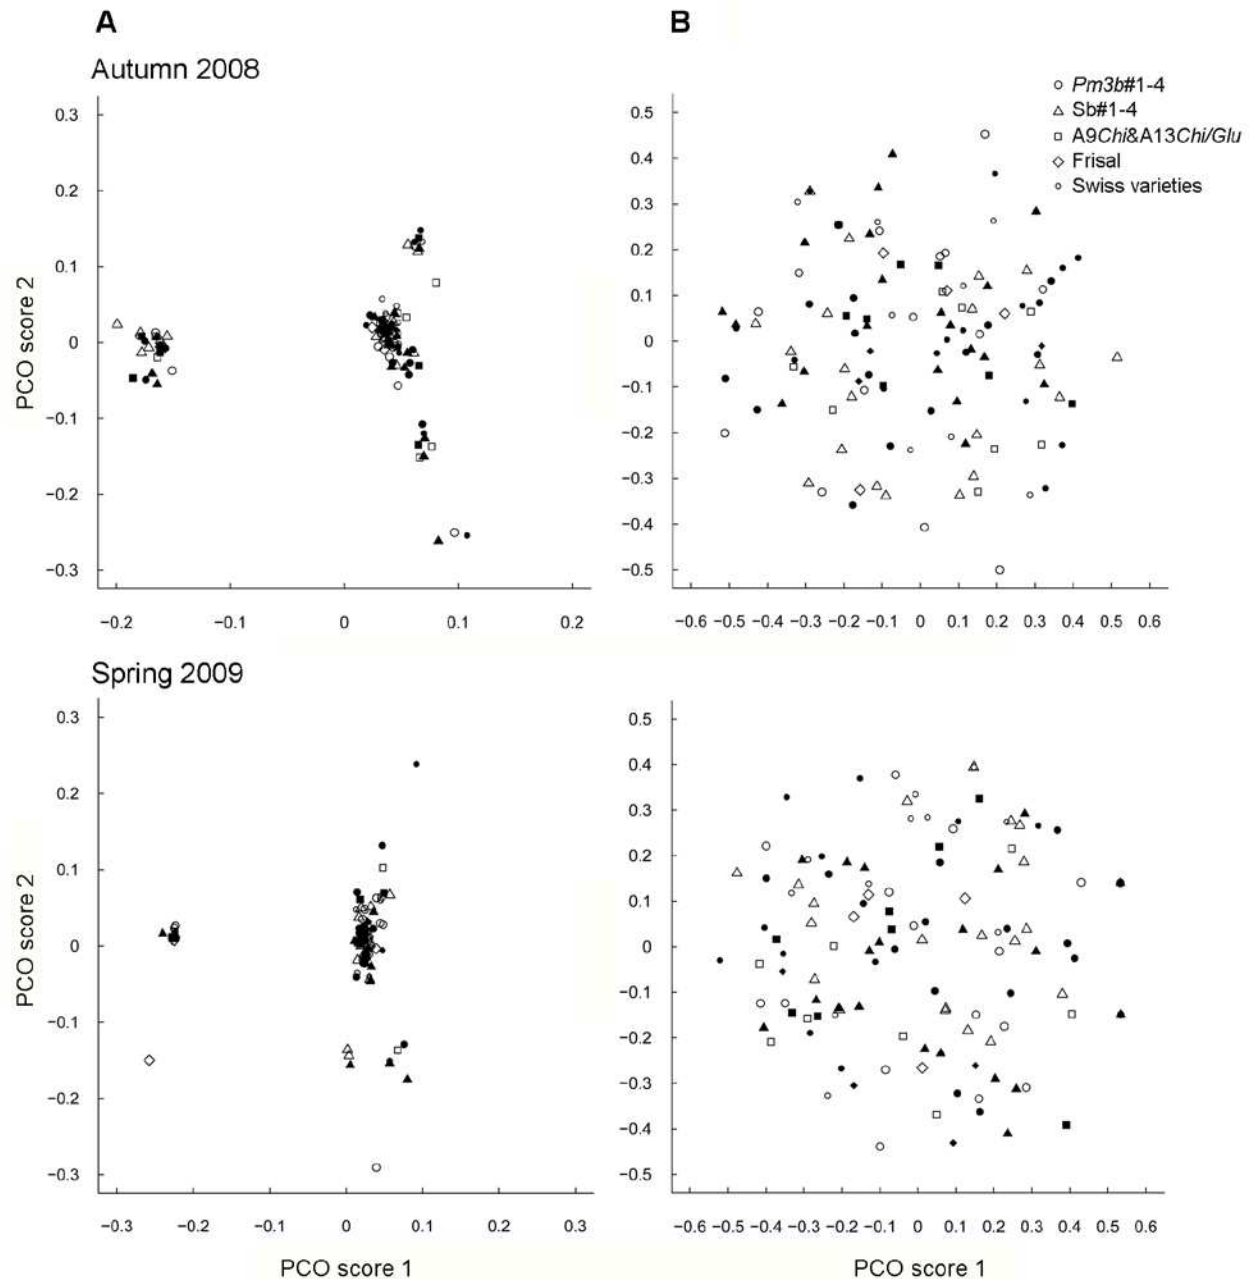 A
B
Autumn 2008
Pm3b#1-4
Sb#1-4
A9Chi&A13Chi/Glu
Frisal
Swiss varieties
PCO score 2
0.3
0.2
0.1
0
−0.1
−0.2
−0.3
−0.2 −0.1 0 0.1 0.2
0.5
0.4
0.3
0.2
0.1
0
−0.1
−0.2
−0.3
−0.4
−0.5
−0.6 −0.5 −0.4 −0.3 −0.2 −0.1 0 0.1 0.2 0.3 0.4 0.5 0.6
Spring 2009
PCO score 2
0.3
0.2
0.1
0
−0.1
−0.2
−0.3
−0.3 −0.2 −0.1 0 0.1 0.2 0.3
PCO score 1
0.5
0.4
0.3
0.2
0.1
0
−0.1
−0.2
−0.3
−0.4
−0.5
−0.6 −0.5 −0.4 −0.3 −0.2 −0.1 0 0.1 0.2 0.3 0.4 0.5 0.6
PCO score 1